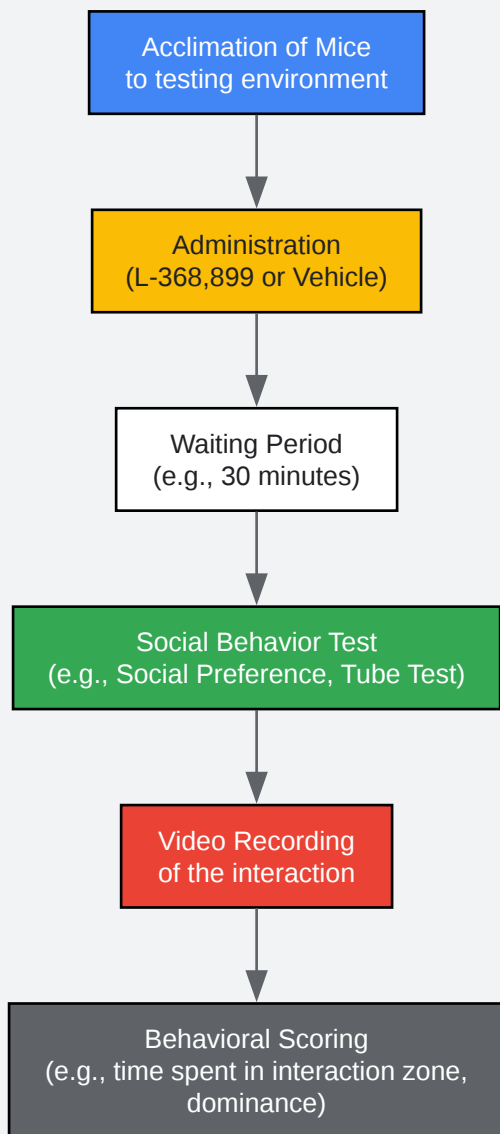 Acclimation of Mice
to testing environment
Administration
(L-368,899 or Vehicle)
Waiting Period
(e.g., 30 minutes)
Social Behavior Test
(e.g., Social Preference, Tube Test)
Video Recording
of the interaction
Behavioral Scoring
(e.g., time spent in interaction zone,
dominance)